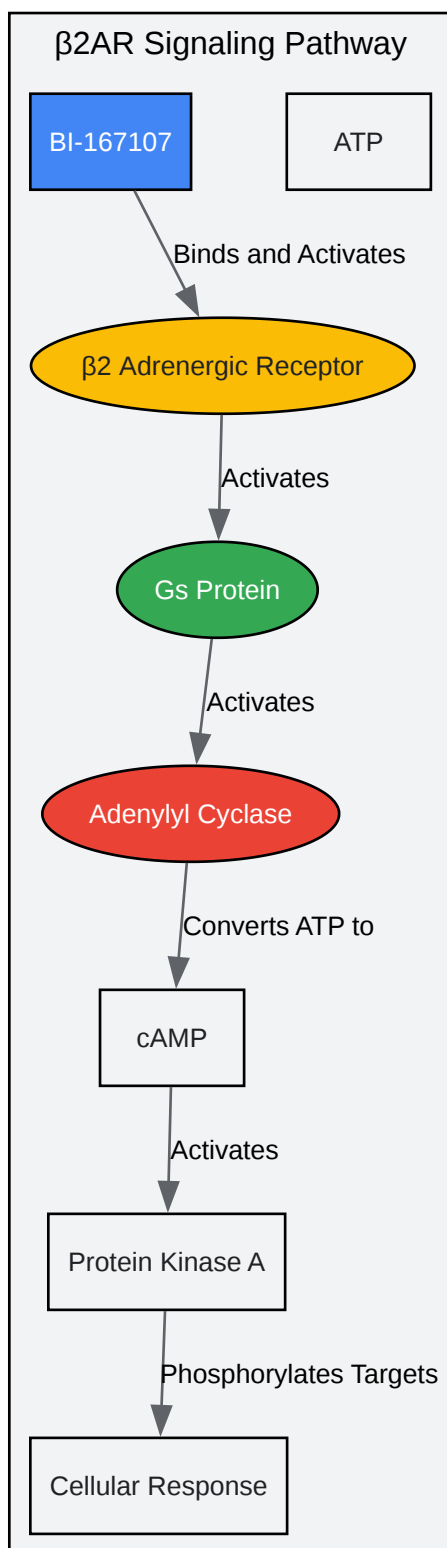 β2AR Signaling Pathway
BI-167107
ATP
Binds and Activates
β2 Adrenergic Receptor
Activates
Gs Protein
Activates
Adenylyl Cyclase
Converts ATP to
cAMP
Activates
Protein Kinase A
Phosphorylates Targets
Cellular Response